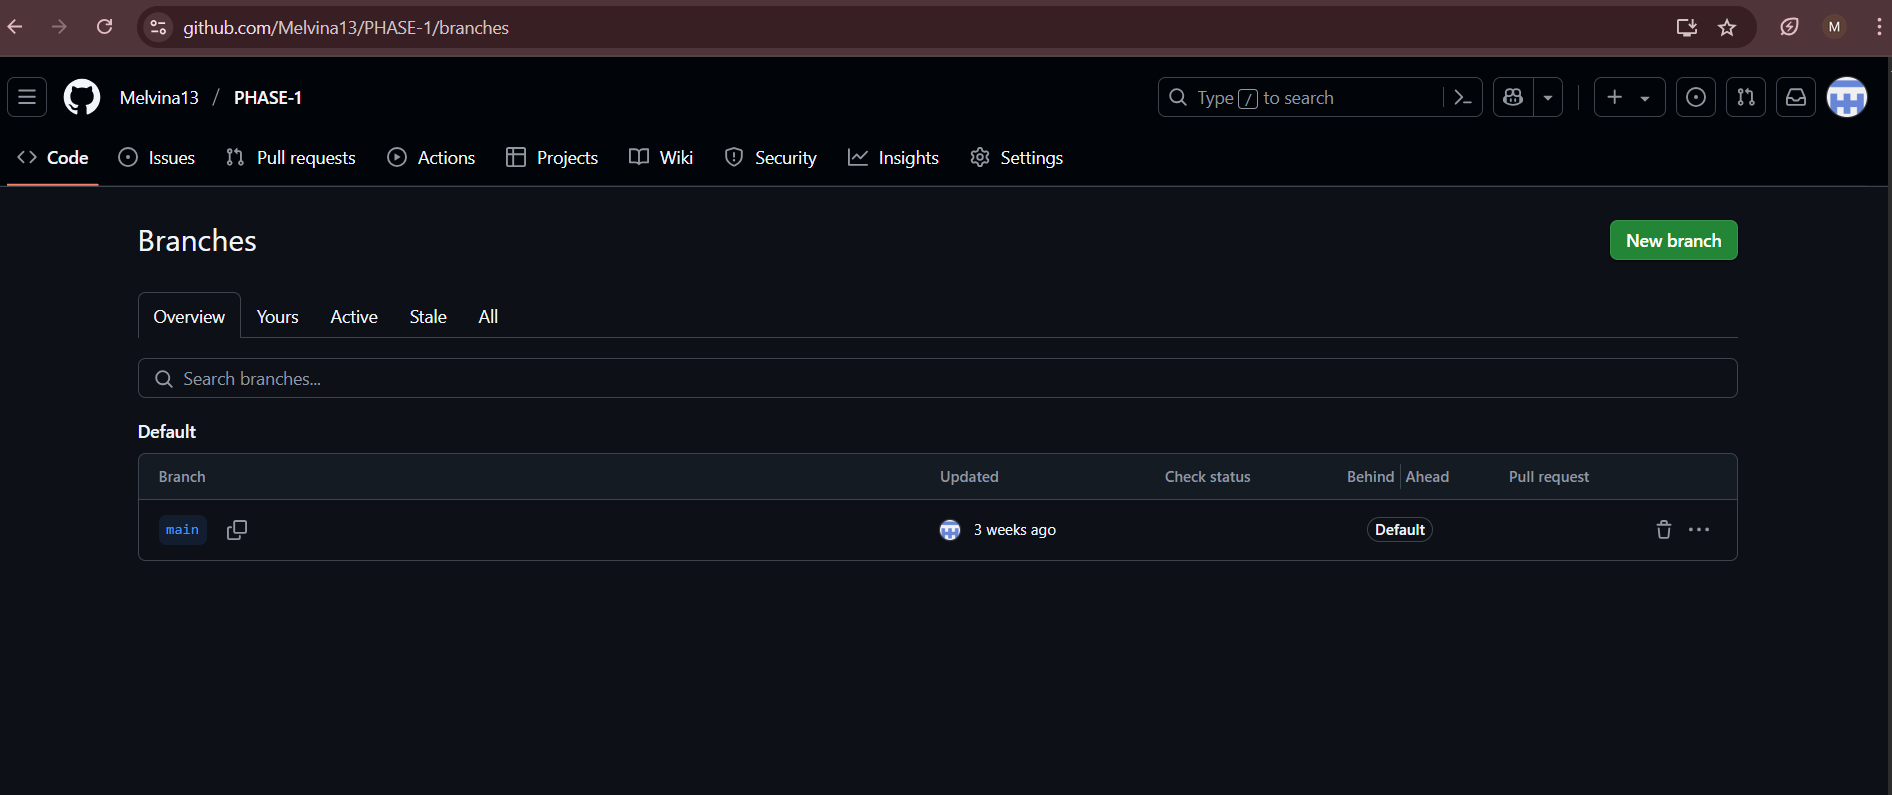 github.com/Melvina13/PHASE-1/branches
M
Melvina13 / PHASE-1
Type / to search
Code Issues Pull requests Actions Projects Wiki Security Insights Settings
Branches
New branch
Overview Yours Active Stale All
Search branches...
Default
Branch Updated Check status Behind Ahead Pull request
main 3 weeks ago Default